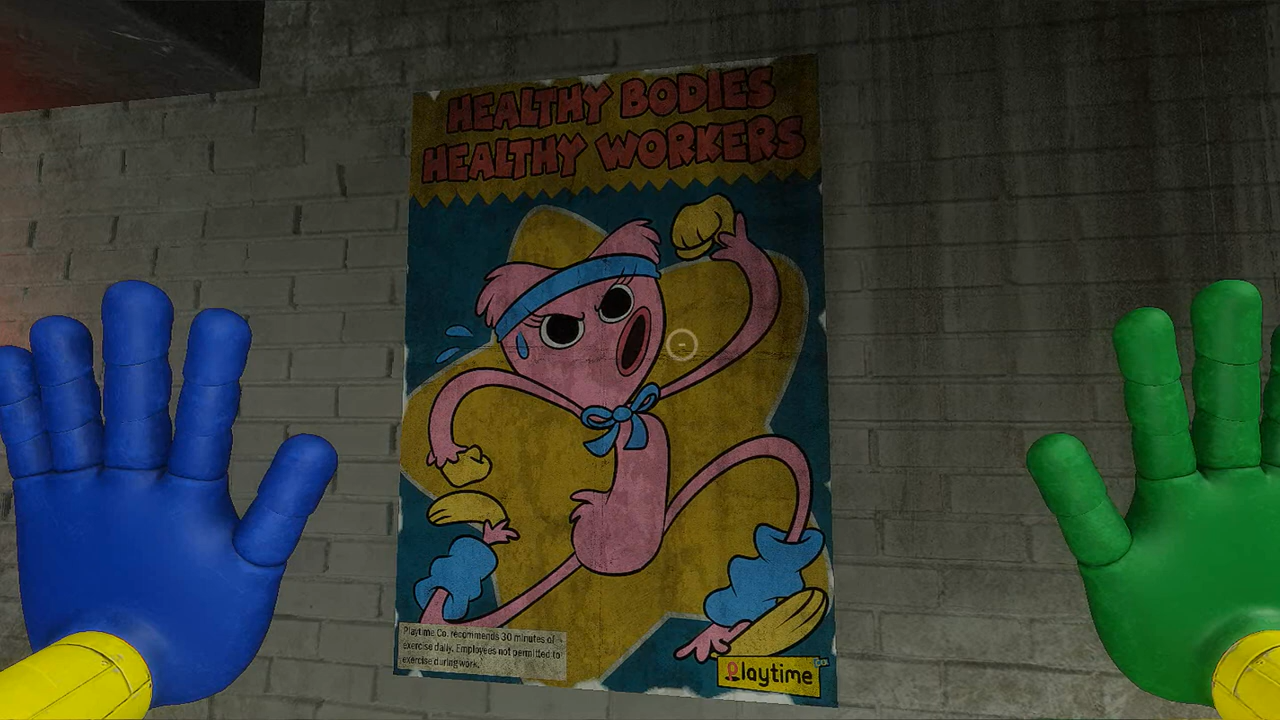 HEALTHY BODIES
HEALTHY WORKERS
Playtime Co. recommends 30 minutes of
exercise daily. Employees not permitted to
exercise during work.
Playtime
co.